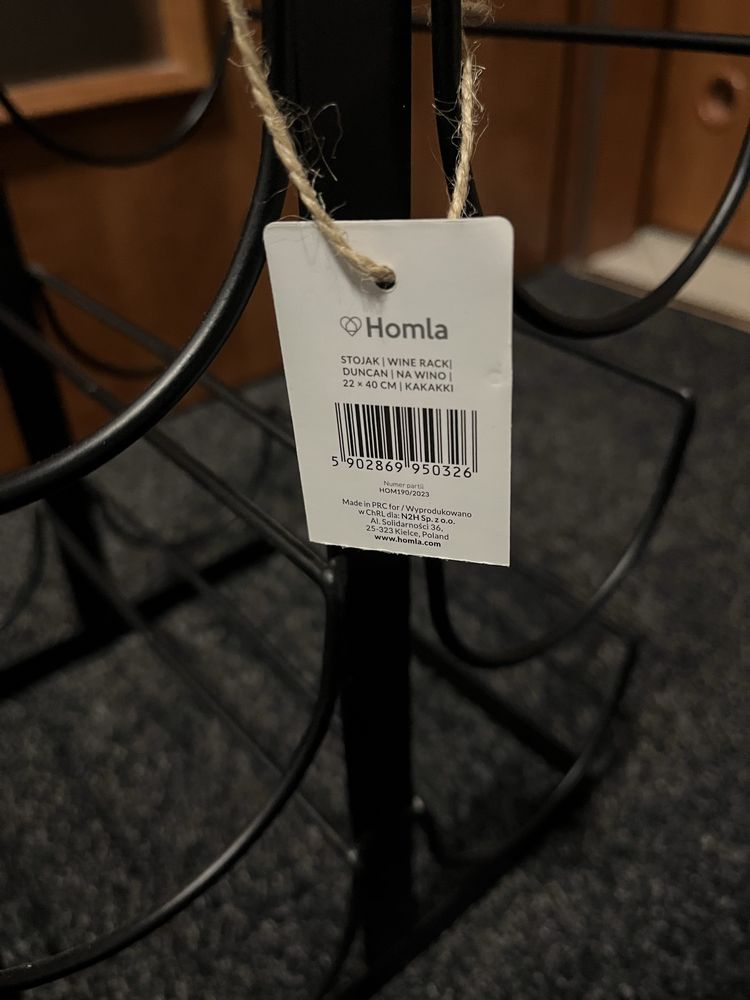 Homla
STOJAK | WINE RACK|
DUNCAN | NA WINO |
22 × 40 CM | KAKAKKI
5 902869 950326
Numer partii
HOM190/2023
Made in PRC for / Wyprodukowano
w ChRL dla: N2H Sp. z o.o.
Al. Solidarności 36,
25-323 Kielce, Poland
www.homla.com